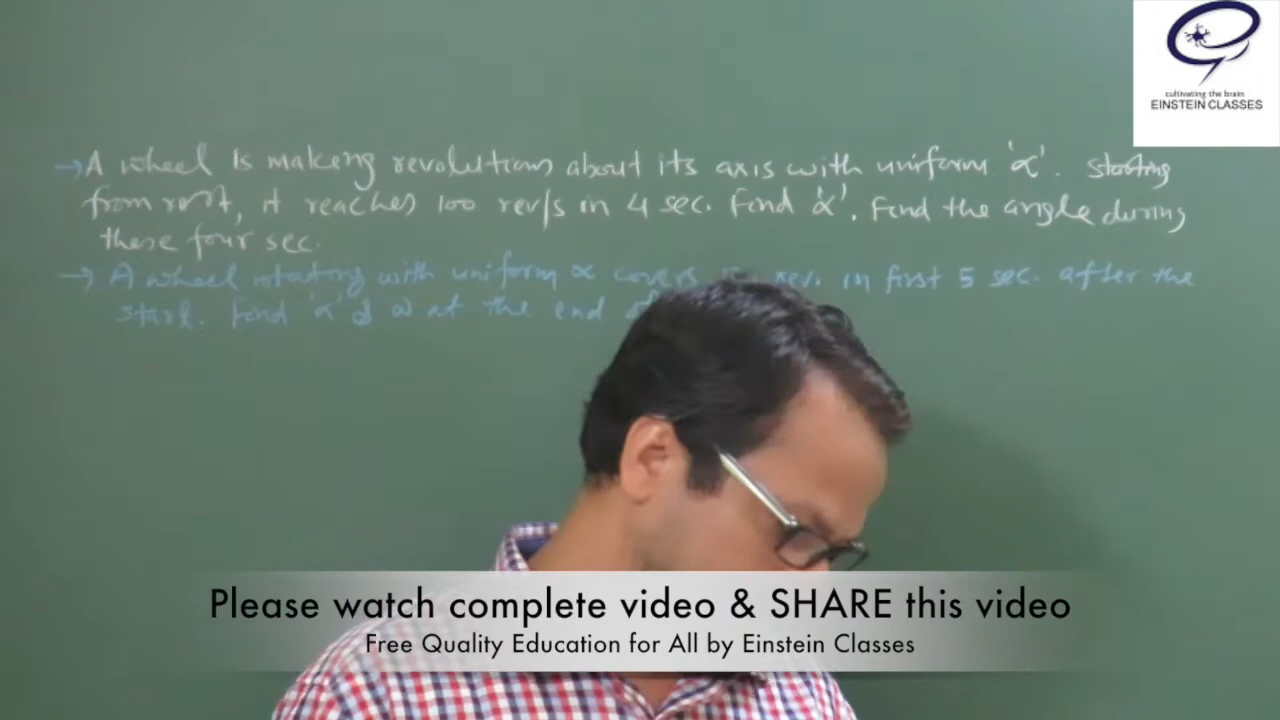 cultivating the brain
EINSTEIN CLASSES
→ A wheel is making revolutions about its axis with uniform 'α'. Starting
from rest, it reaches 100 rev/s in 4 sec. Find 'α'. Find the angle during
these four sec.
→ A wheel rotating with uniform α covers rev. in first 5 sec. after the
start. Find 'α' & ω at the end
Please watch complete video & SHARE this video
Free Quality Education for All by Einstein Classes